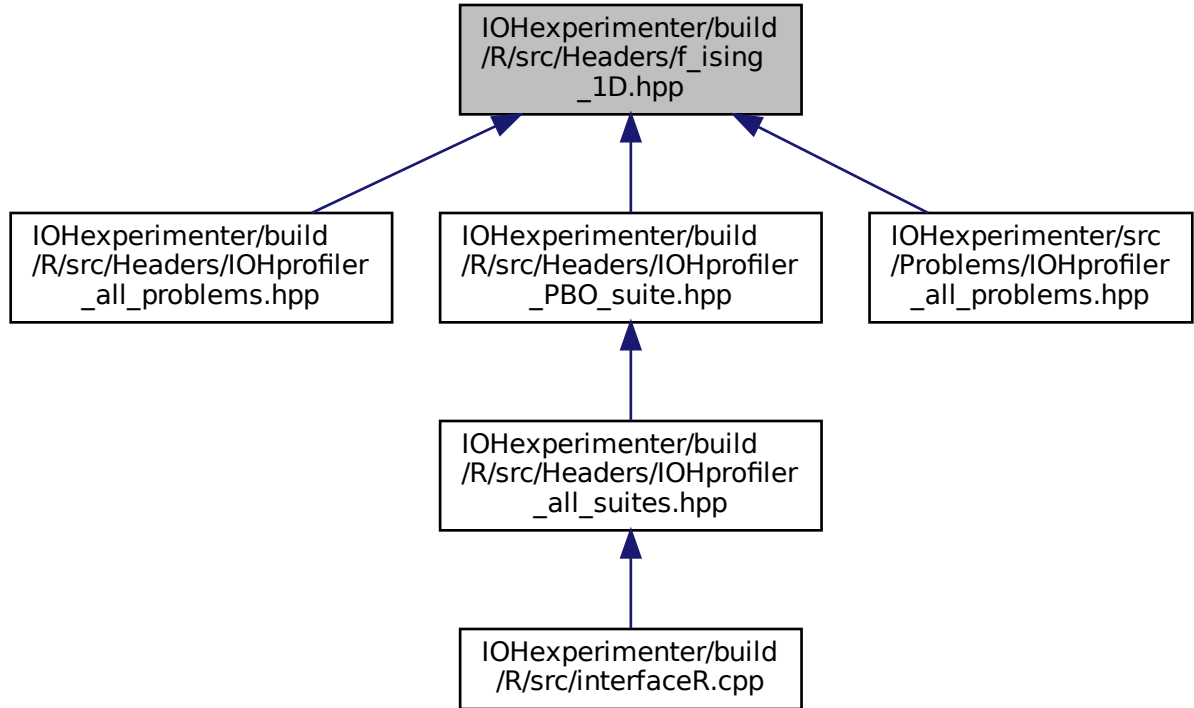 IOHexperimenter/build
/R/src/Headers/f_ising
_1D.hpp
IOHexperimenter/build
/R/src/Headers/IOHprofiler
_all_problems.hpp
IOHexperimenter/build
/R/src/Headers/IOHprofiler
_PBO_suite.hpp
IOHexperimenter/src
/Problems/IOHprofiler
_all_problems.hpp
IOHexperimenter/build
/R/src/Headers/IOHprofiler
_all_suites.hpp
IOHexperimenter/build
/R/src/interfaceR.cpp